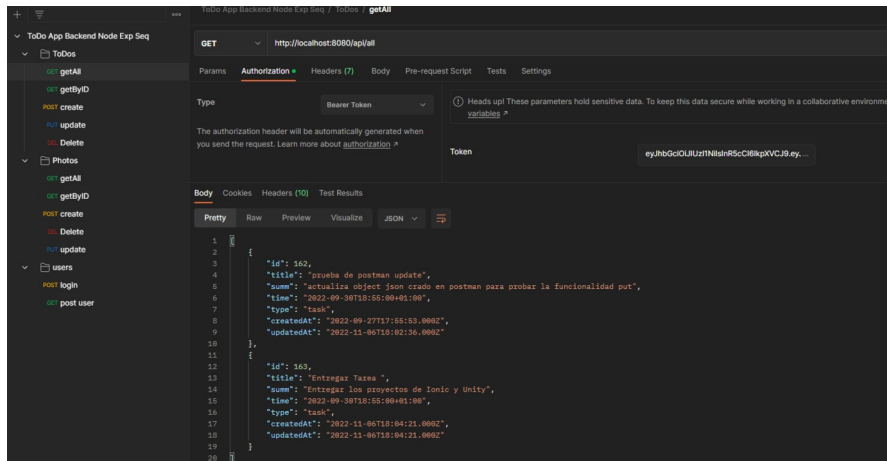 ToDo App Backend Node Exp Seq / ToDos / getAll
ToDo App Backend Node Exp Seq
ToDos
GET getAll
GET getByID
POST create
PUT update
DEL Delete
Photos
GET getAll
GET getByID
POST create
DEL Delete
PUT update
users
POST login
GET post user
GET http://localhost:8080/api/all
Params Authorization Headers (7) Body Pre-request Script Tests Settings
Type Bearer Token
The authorization header will be automatically generated when
you send the request. Learn more about authorization ↗
Heads up! These parameters hold sensitive data. To keep this data secure while working in a collaborative environme
variables ↗
Token eyJhbGciOiJIUzI1NiIsInR5cCI6IkpXVCJ9.ey. ...
Body Cookies Headers (10) Test Results
Pretty Raw Preview Visualize JSON
1 [
2 {
3 "id": 162,
4 "title": "prueba de postman update",
5 "summ": "actualiza object json crado en postman para probar la funcionalidad put",
6 "time": "2022-09-30T18:55:00+01:00",
7 "type": "task",
8 "createdAt": "2022-09-27T17:55:53.000Z",
9 "updatedAt": "2022-11-06T18:02:36.000Z"
10 },
11 {
12 "id": 163,
13 "title": "Entregar Tarea ",
14 "summ": "Entregar los proyectos de Ionic y Unity",
15 "time": "2022-09-30T18:55:00+01:00",
16 "type": "task",
17 "createdAt": "2022-11-06T18:04:21.000Z",
18 "updatedAt": "2022-11-06T18:04:21.000Z"
19 }
20 ]